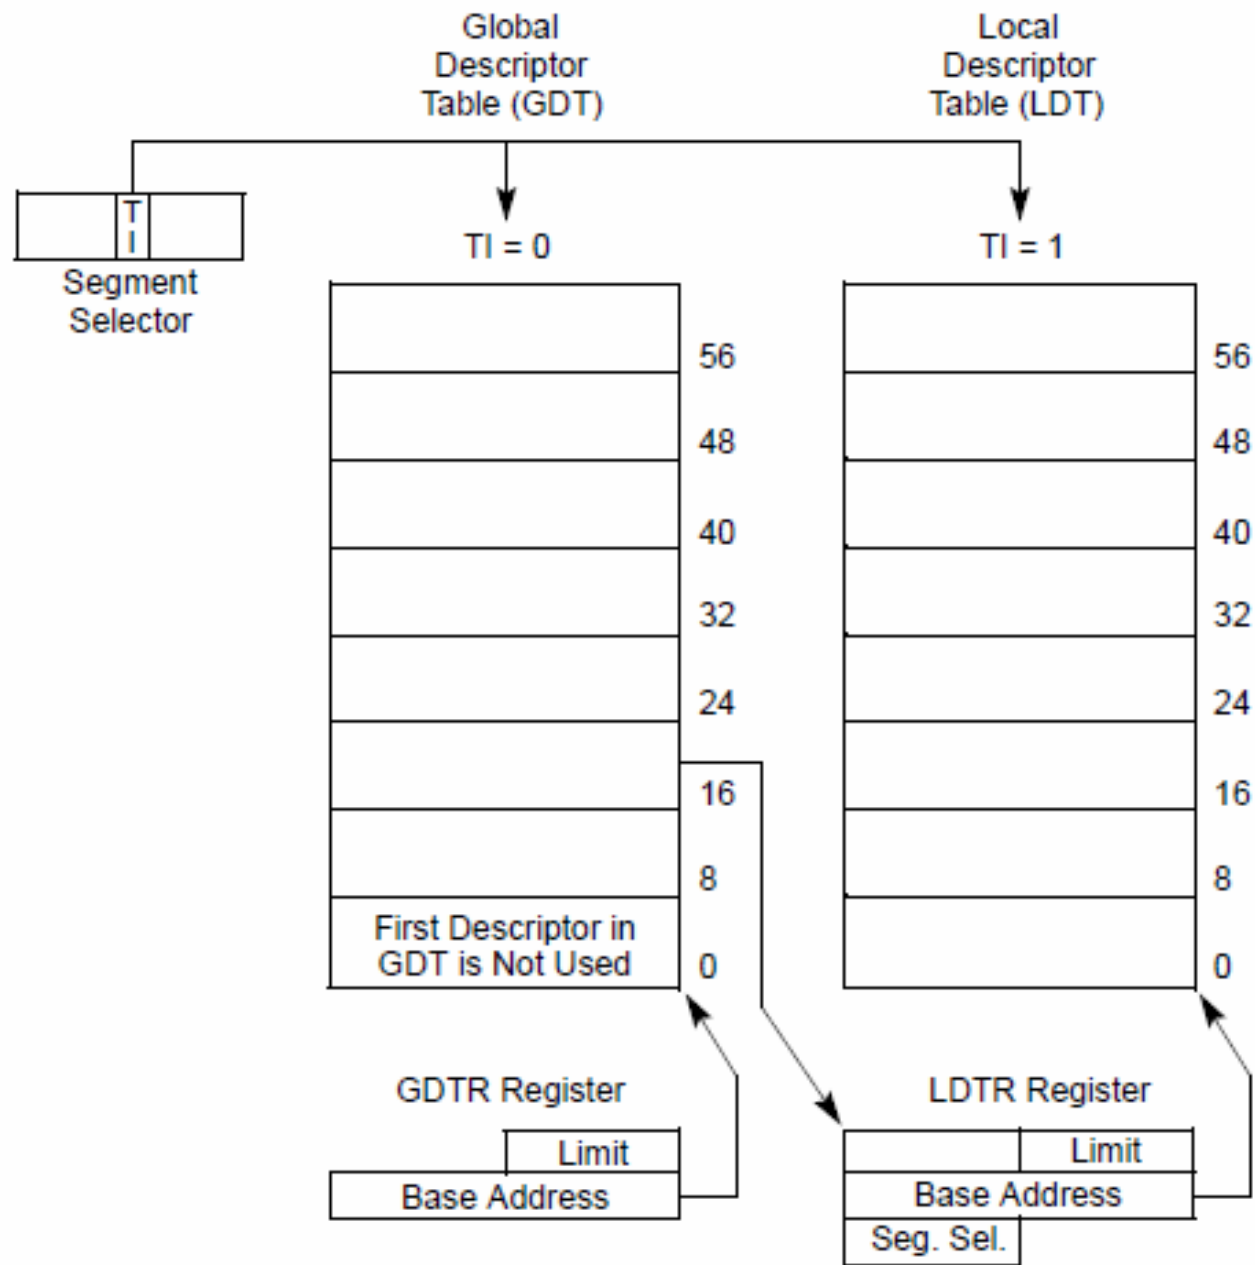 Global
Descriptor
Table (GDT)
Local
Descriptor
Table (LDT)
T
I
Segment
Selector
TI = 0
TI = 1
56
48
40
32
24
16
8
First Descriptor in
GDT is Not Used
0
56
48
40
32
24
16
8
0
GDTR Register
Limit
Base Address
LDTR Register
Limit
Base Address
Seg. Sel.